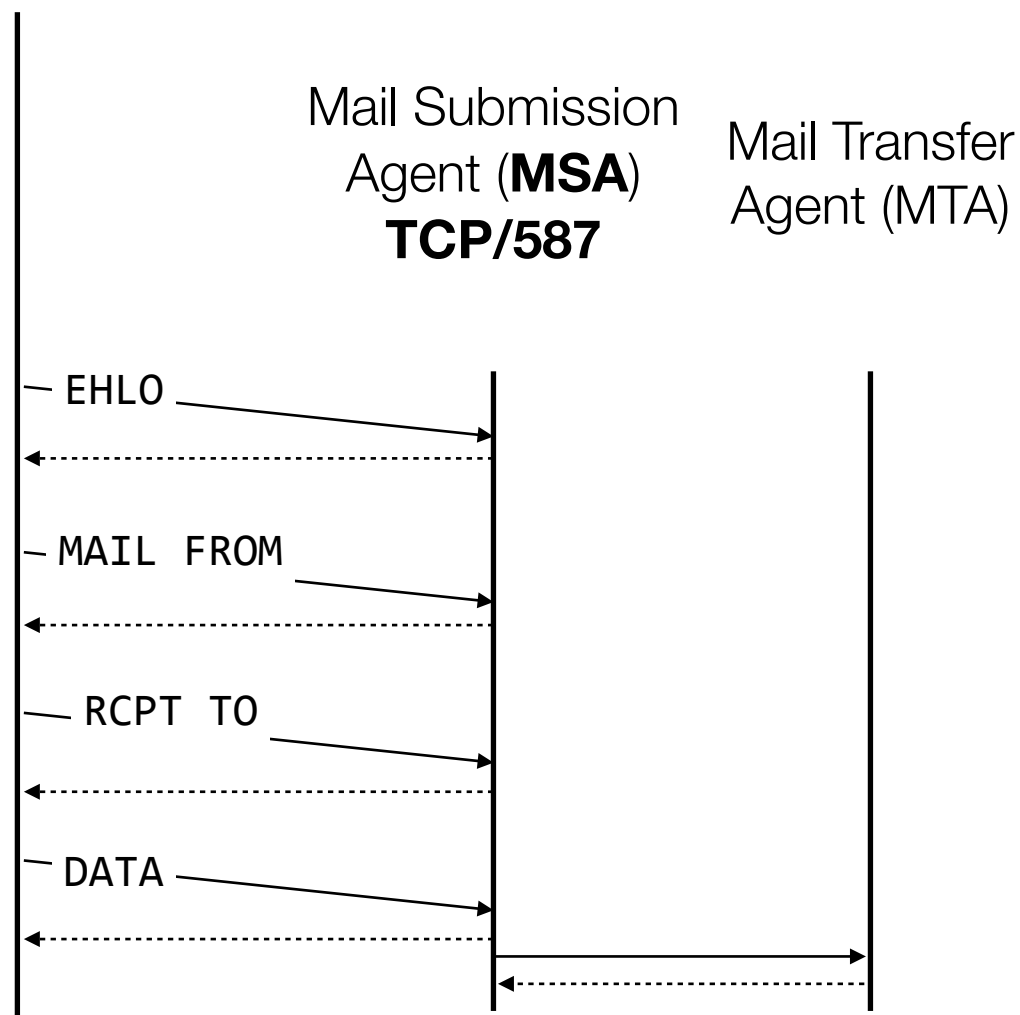 Mail Submission
Agent (MSA)
TCP/587
Mail Transfer
Agent (MTA)
EHLO
MAIL FROM
RCPT TO
DATA